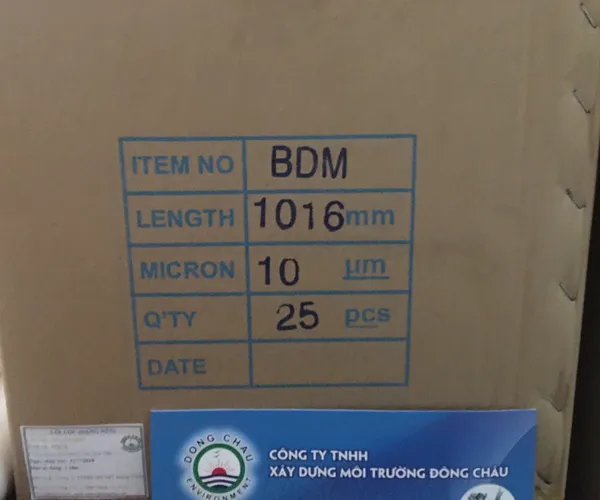 ITEM NO BDM
LENGTH 1016mm
MICRON 10 µm
Q'TY 25 pcs
DATE
DONG CHAU
ENVIRONMENT
CÔNG TY TNHH
XÂY DỰNG MÔI TRƯỜNG ĐÔNG CHÂU